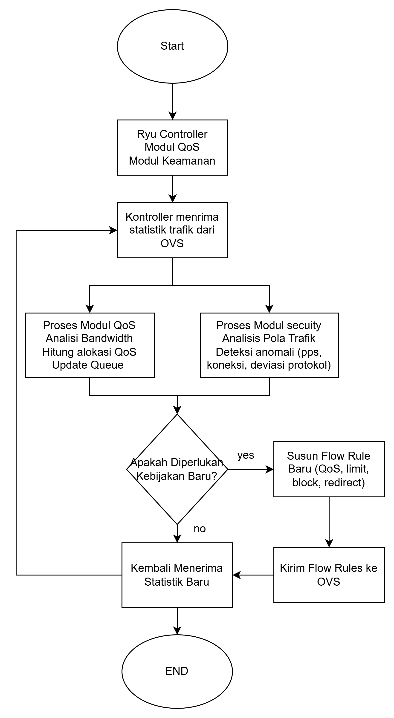 Start
Ryu Controller
Modul QoS
Modul Keamanan
Kontroller menrima
statistik trafik dari
OVS
Proses Modul QoS
Analisi Bandwidth
Hitung alokasi QoS
Update Queue
Proses Modul secuity
Analisis Pola Trafik
Deteksi anomali (pps,
koneksi, deviasi protokol)
Apakah Diperlukan
Kebijakan Baru?
yes
Susun Flow Rule
Baru (QoS, limit,
block, redirect)
no
Kembali Menerima
Statistik Baru
Kirim Flow Rules ke
OVS
END